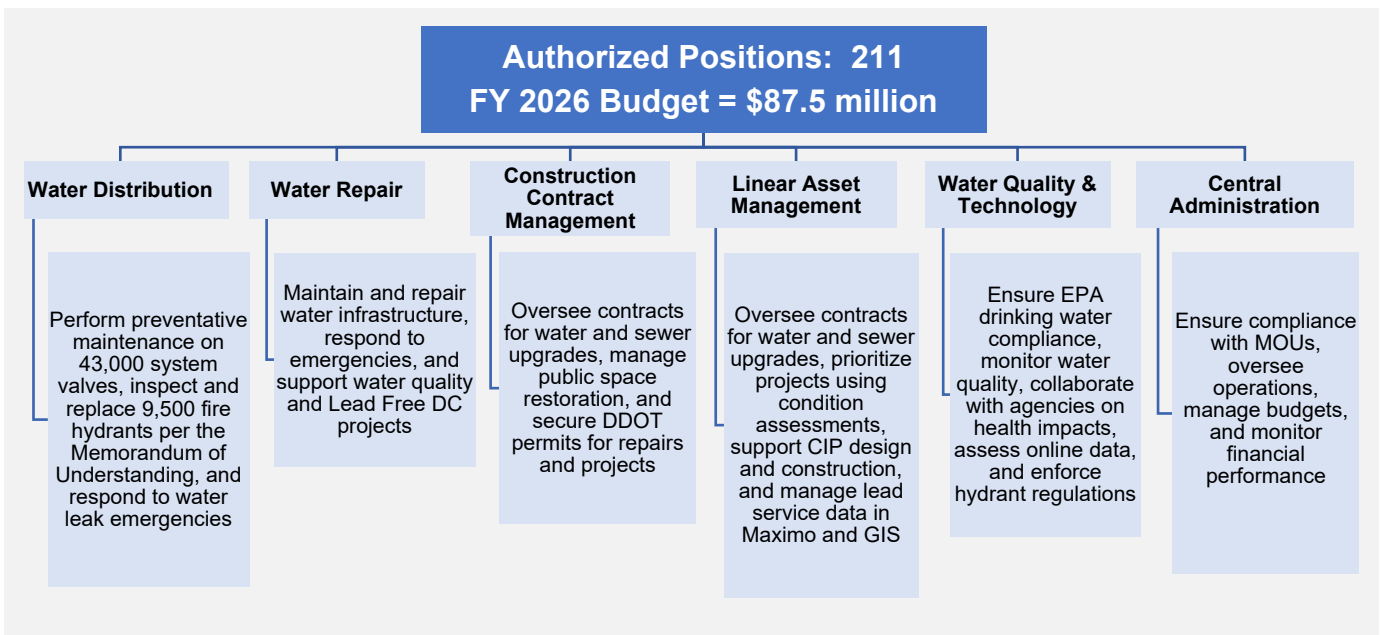 Authorized Positions: 211
FY 2026 Budget = $87.5 million
Water Distribution
Perform preventative
maintenance on
43,000 system
valves, inspect and
replace 9,500 fire
hydrants per the
Memorandum of
Understanding, and
respond to water
leak emergencies
Water Repair
Maintain and repair
water infrastructure,
respond to
emergencies, and
support water quality
and Lead Free DC
projects
Construction
Contract
Management
Oversee contracts
for water and sewer
upgrades, manage
public space
restoration, and
secure DDOT
permits for repairs
and projects
Linear Asset
Management
Oversee contracts
for water and sewer
upgrades, prioritize
projects using
condition
assessments,
support CIP design
and construction,
and manage lead
service data in
Maximo and GIS
Water Quality &
Technology
Ensure EPA
drinking water
compliance,
monitor water
quality, collaborate
with agencies on
health impacts,
assess online data,
and enforce
hydrant regulations
Central
Administration
Ensure compliance
with MOUs,
oversee
operations,
manage budgets,
and monitor
financial
performance